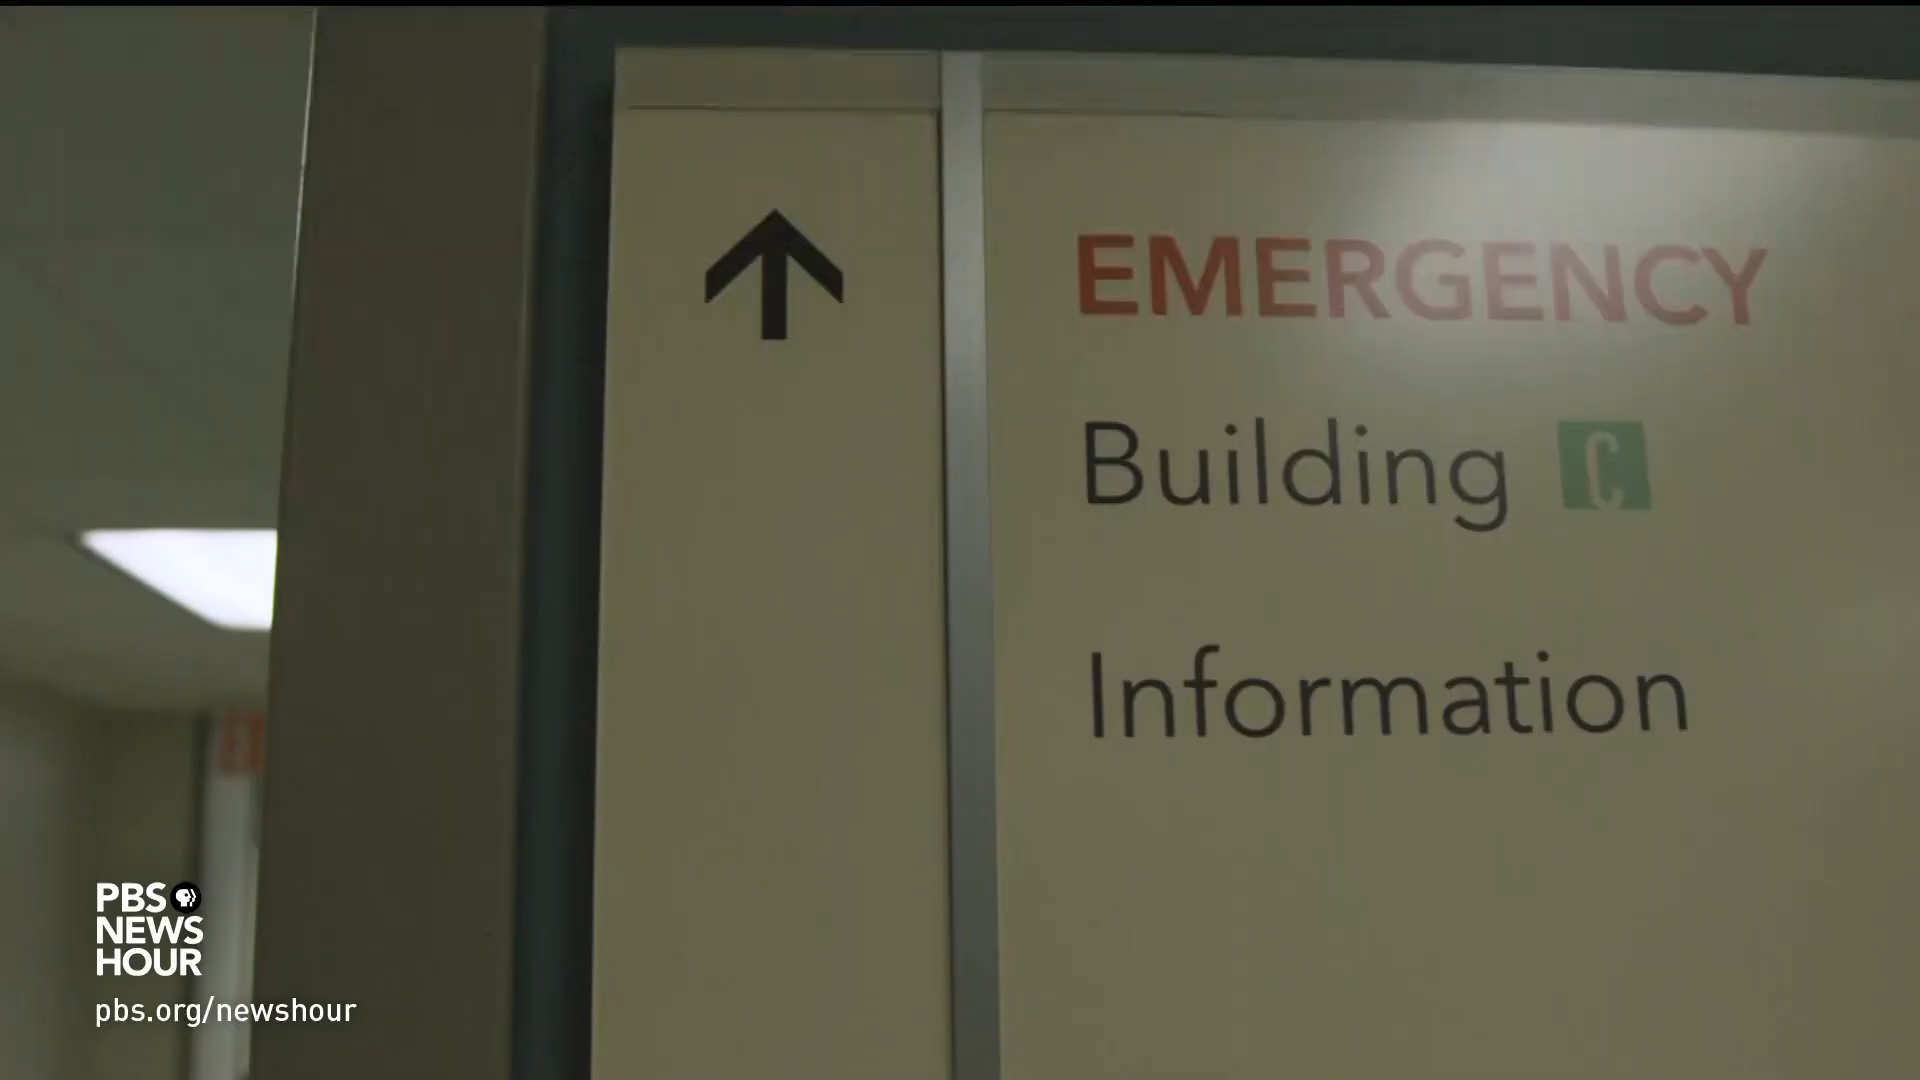 EMERGENCY
Building C
Information
PBS
NEWS
HOUR
pbs.org/newshour